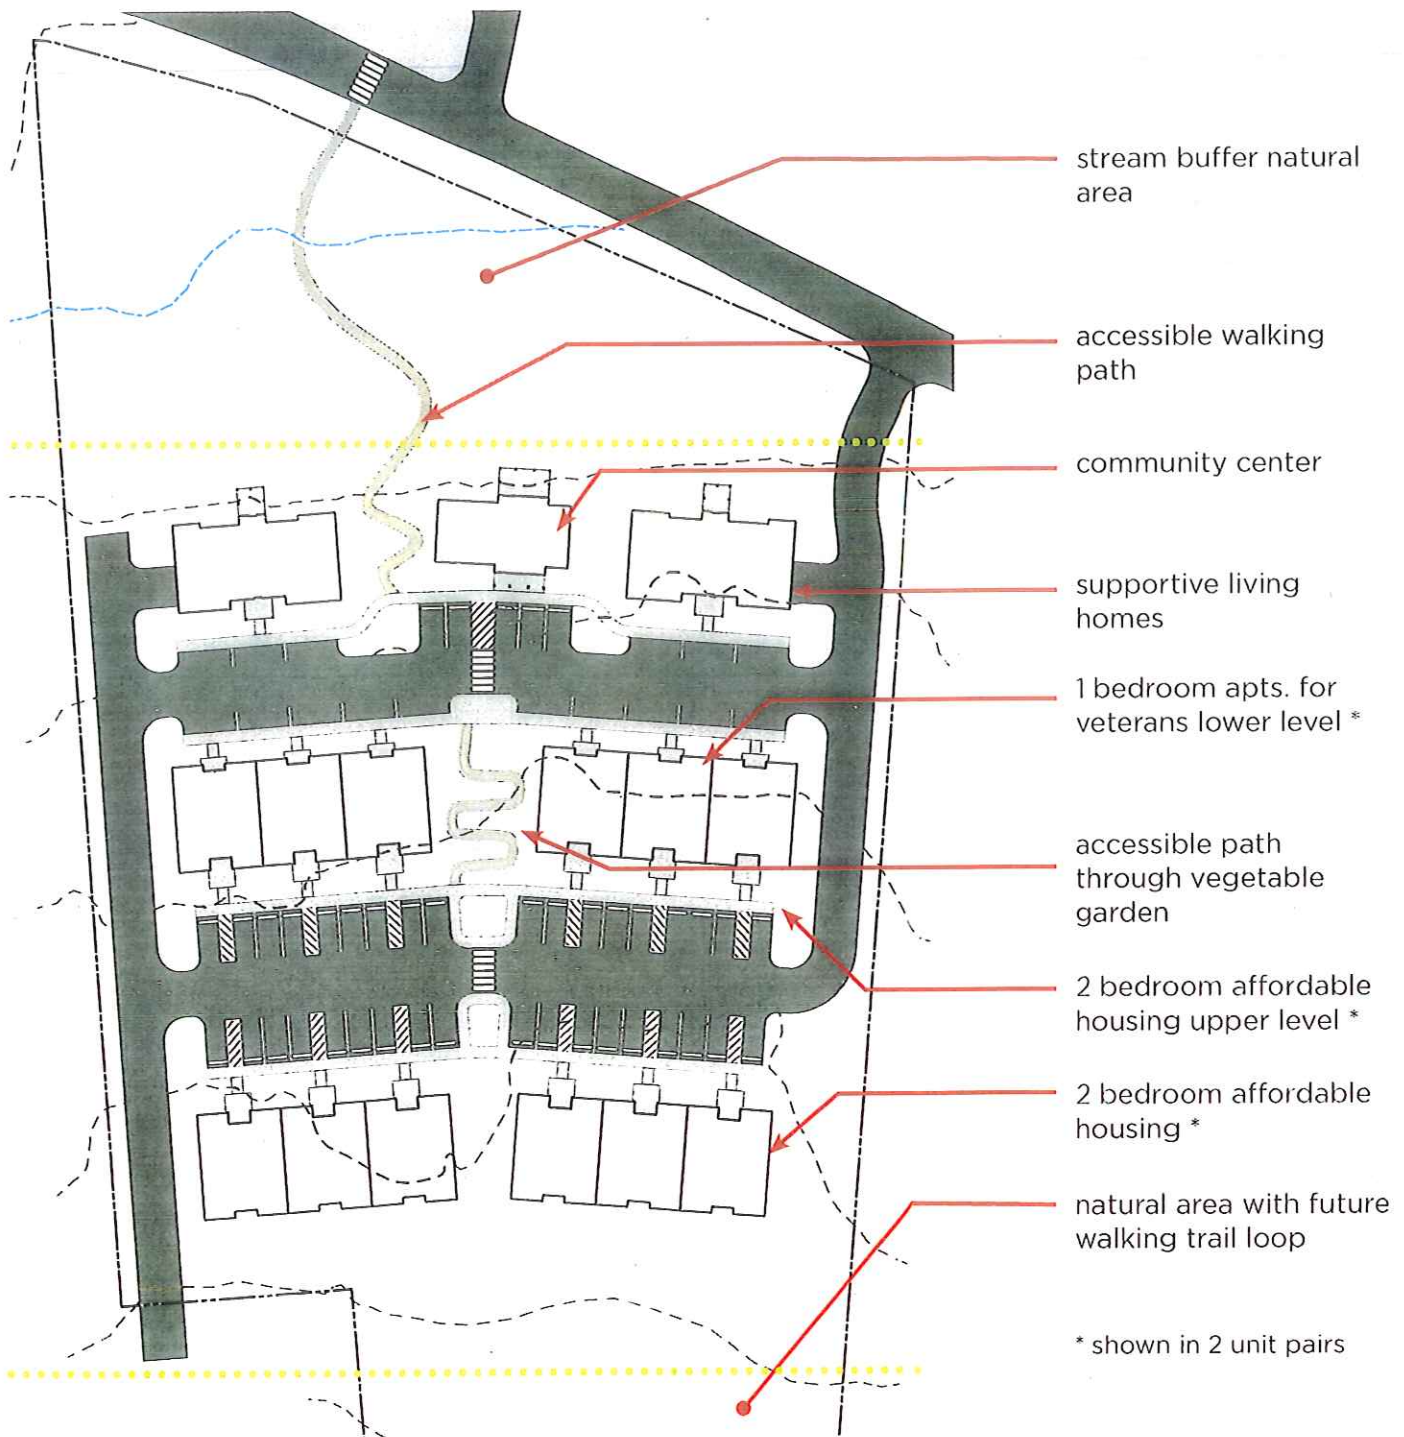 stream buffer natural
area
accessible walking
path
community center
supportive living
homes
1 bedroom apts. for
veterans lower level *
accessible path
through vegetable
garden
2 bedroom affordable
housing upper level *
2 bedroom affordable
housing *
natural area with future
walking trail loop
* shown in 2 unit pairs